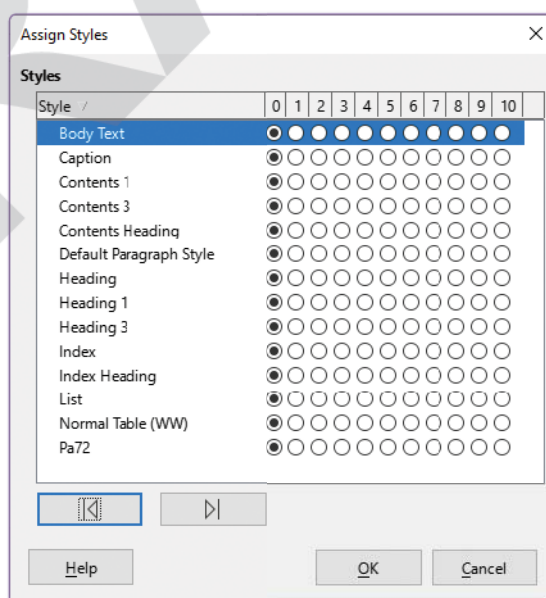 Assign Styles
Styles
Style 0 1 2 3 4 5 6 7 8 9 10
Body Text
Caption
Contents 1
Contents 3
Contents Heading
Default Paragraph Style
Heading
Heading 1
Heading 3
Index
Index Heading
List
Normal Table (WW)
Pa72
Help OK Cancel